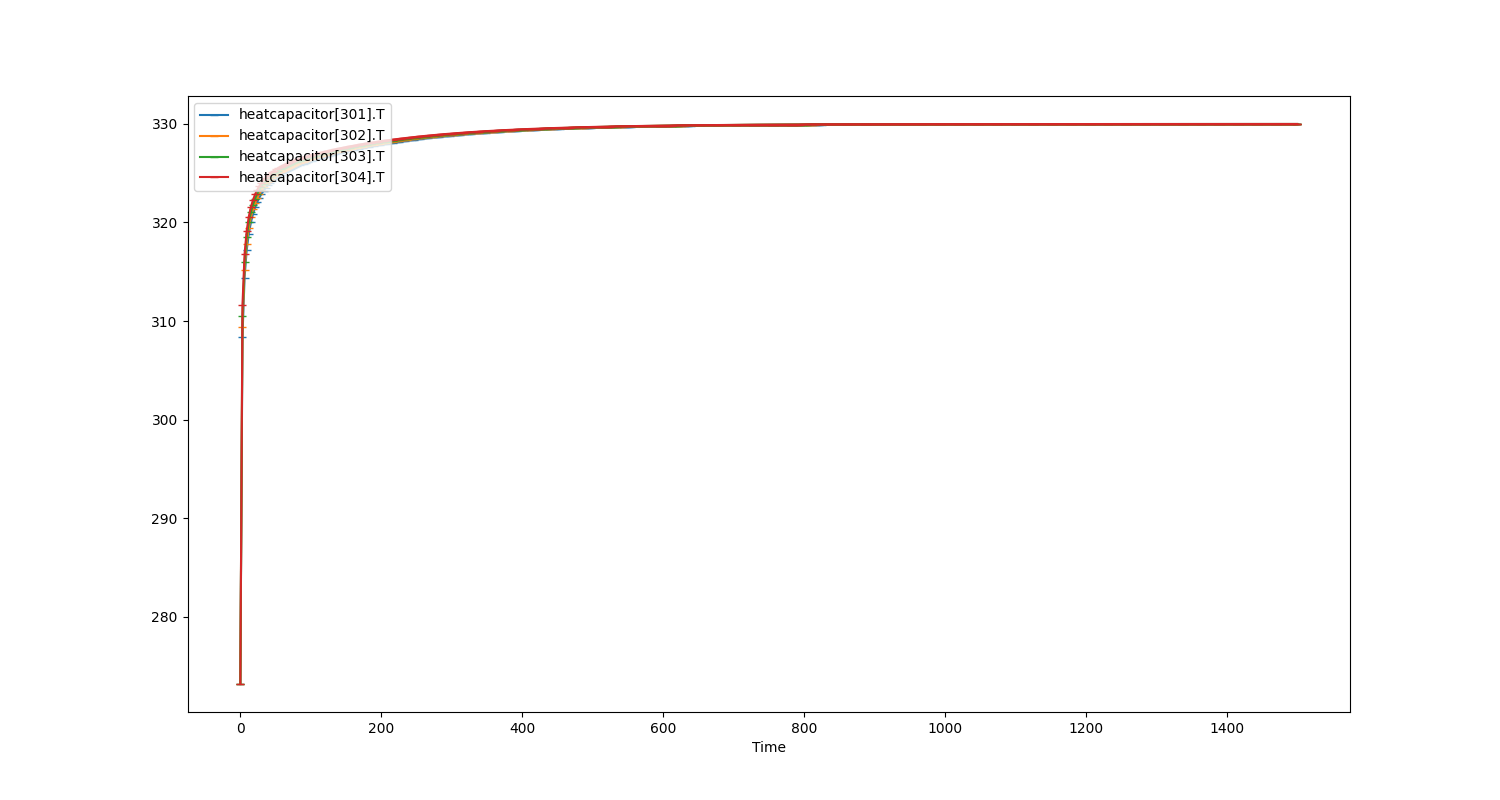 heatcapacitor[301].T
heatcapacitor[302].T
heatcapacitor[303].T
heatcapacitor[304].T
330
320
310
300
290
280
0 200 400 600 800 1000 1200 1400
Time